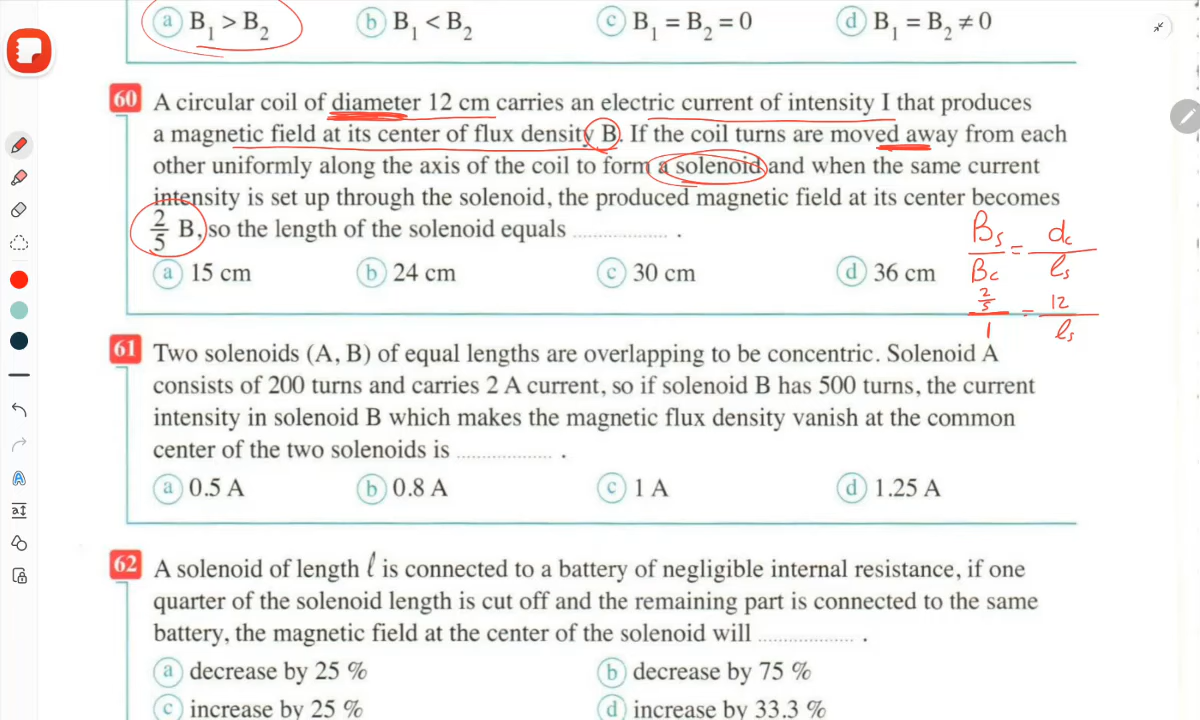 a B₁ > B₂ b B₁ < B₂ c B₁ = B₂ = 0 d B₁ = B₂ ≠ 0
60 A circular coil of diameter 12 cm carries an electric current of intensity I that produces
a magnetic field at its center of flux density B. If the coil turns are moved away from each
other uniformly along the axis of the coil to form a solenoid and when the same current
intensity is set up through the solenoid, the produced magnetic field at its center becomes
2/5 B, so the length of the solenoid equals .................. .
a 15 cm b 24 cm c 30 cm d 36 cm
Bs/Bc = dc/ls
2/5 / 1 = 12/ls
61 Two solenoids (A, B) of equal lengths are overlapping to be concentric. Solenoid A
consists of 200 turns and carries 2 A current, so if solenoid B has 500 turns, the current
intensity in solenoid B which makes the magnetic flux density vanish at the common
center of the two solenoids is .................. .
a 0.5 A b 0.8 A c 1 A d 1.25 A
62 A solenoid of length ℓ is connected to a battery of negligible internal resistance, if one
quarter of the solenoid length is cut off and the remaining part is connected to the same
battery, the magnetic field at the center of the solenoid will .................. .
a decrease by 25 % b decrease by 75 %
c increase by 25 % d increase by 33.3 %